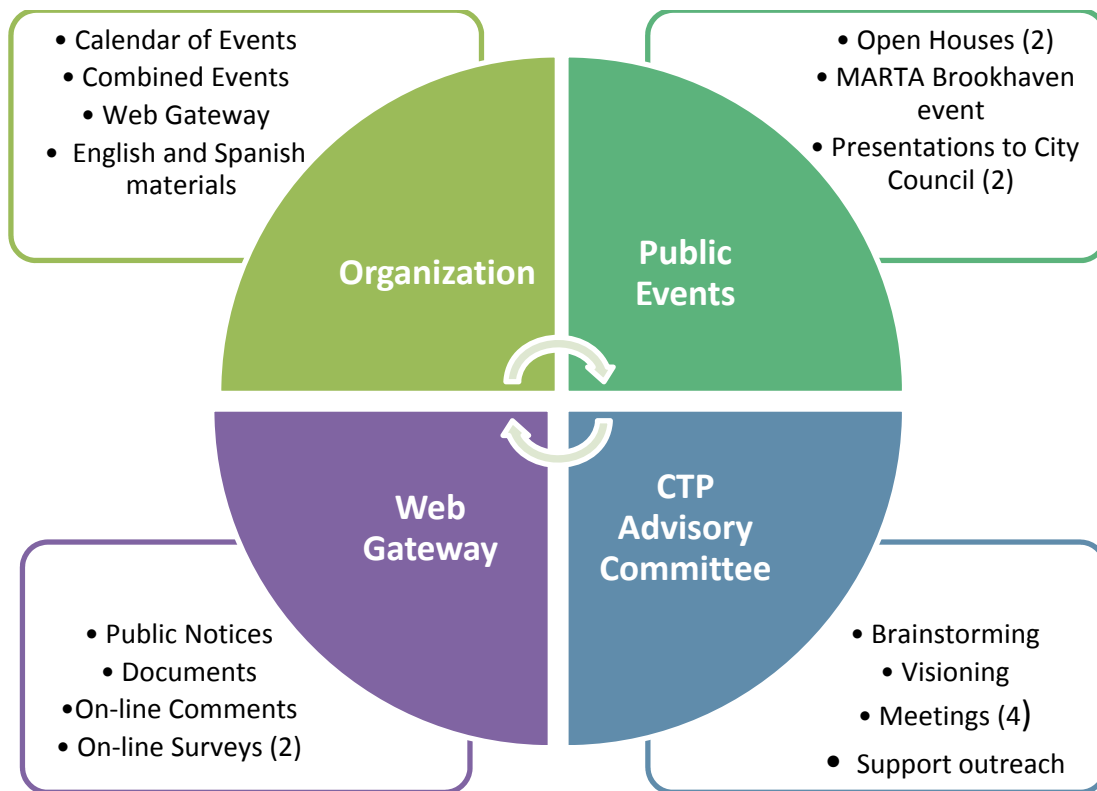 • Calendar of Events
• Combined Events
• Web Gateway
• English and Spanish
materials
• Open Houses (2)
• MARTA Brookhaven
event
• Presentations to City
Council (2)
Organization
Public
Events
Web
Gateway
CTP
Advisory
Committee
• Public Notices
• Documents
•On-line Comments
• On-line Surveys (2)
• Brainstorming
• Visioning
• Meetings (4)
• Support outreach